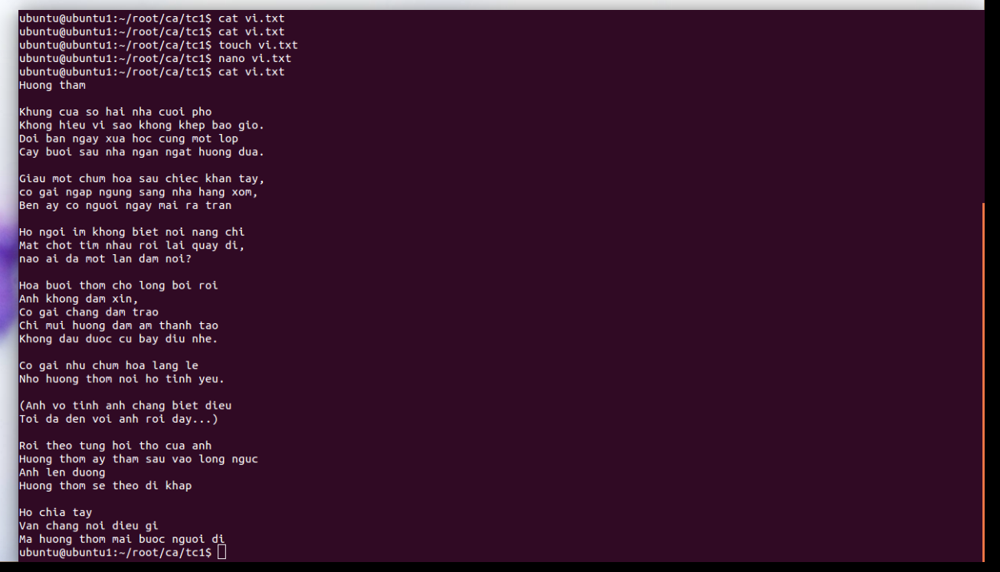 ubuntu@ubuntu1:~/root/ca/tc1$ cat vi.txt
ubuntu@ubuntu1:~/root/ca/tc1$ cat vi.txt
ubuntu@ubuntu1:~/root/ca/tc1$ touch vi.txt
ubuntu@ubuntu1:~/root/ca/tc1$ nano vi.txt
ubuntu@ubuntu1:~/root/ca/tc1$ cat vi.txt
Huong tham

Khung cua so hai nha cuoi pho
Khong hieu vi sao khong khep bao gio.
Doi ban ngay xua hoc cung mot lop
Cay buoi sau nha ngan ngat huong dua.

Giau mot chum hoa sau chiec khan tay,
co gai ngap ngung sang nha hang xom,
Ben ay co nguoi ngay mai ra tran

Ho ngoi im khong biet noi nang chi
Mat chot tim nhau roi lai quay di,
nao ai da mot lan dam noi?

Hoa buoi thom cho long boi roi
Anh khong dam xin,
Co gai chang dam trao
Chi mui huong dam am thanh tao
Khong dau duoc cu bay diu nhe.

Co gai nhu chum hoa lang le
Nho huong thom noi ho tinh yeu.

(Anh vo tinh anh chang biet dieu
Toi da den voi anh roi day...)

Roi theo tung hoi tho cua anh
Huong thom ay tham sau vao long nguc
Anh len duong
Huong thom se theo di khap

Ho chia tay
Van chang noi dieu gi
Ma huong thom mai buoc nguoi di
ubuntu@ubuntu1:~/root/ca/tc1$